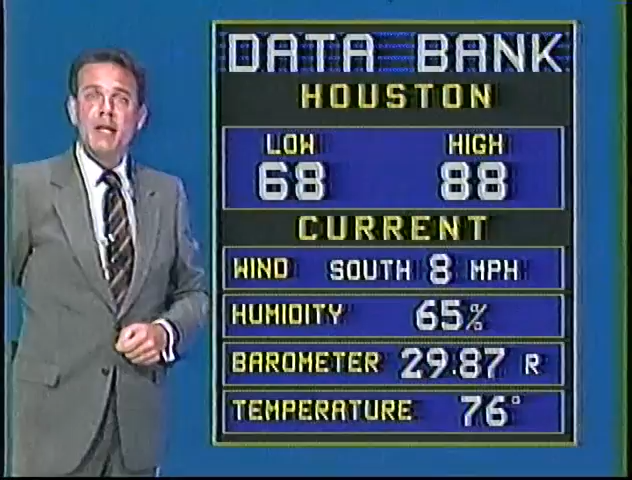 DATA BANK
HOUSTON
LOW HIGH
68 88
CURRENT
WIND SOUTH 8 MPH
HUMIDITY 65%
BAROMETER 29.87 R
TEMPERATURE 76°